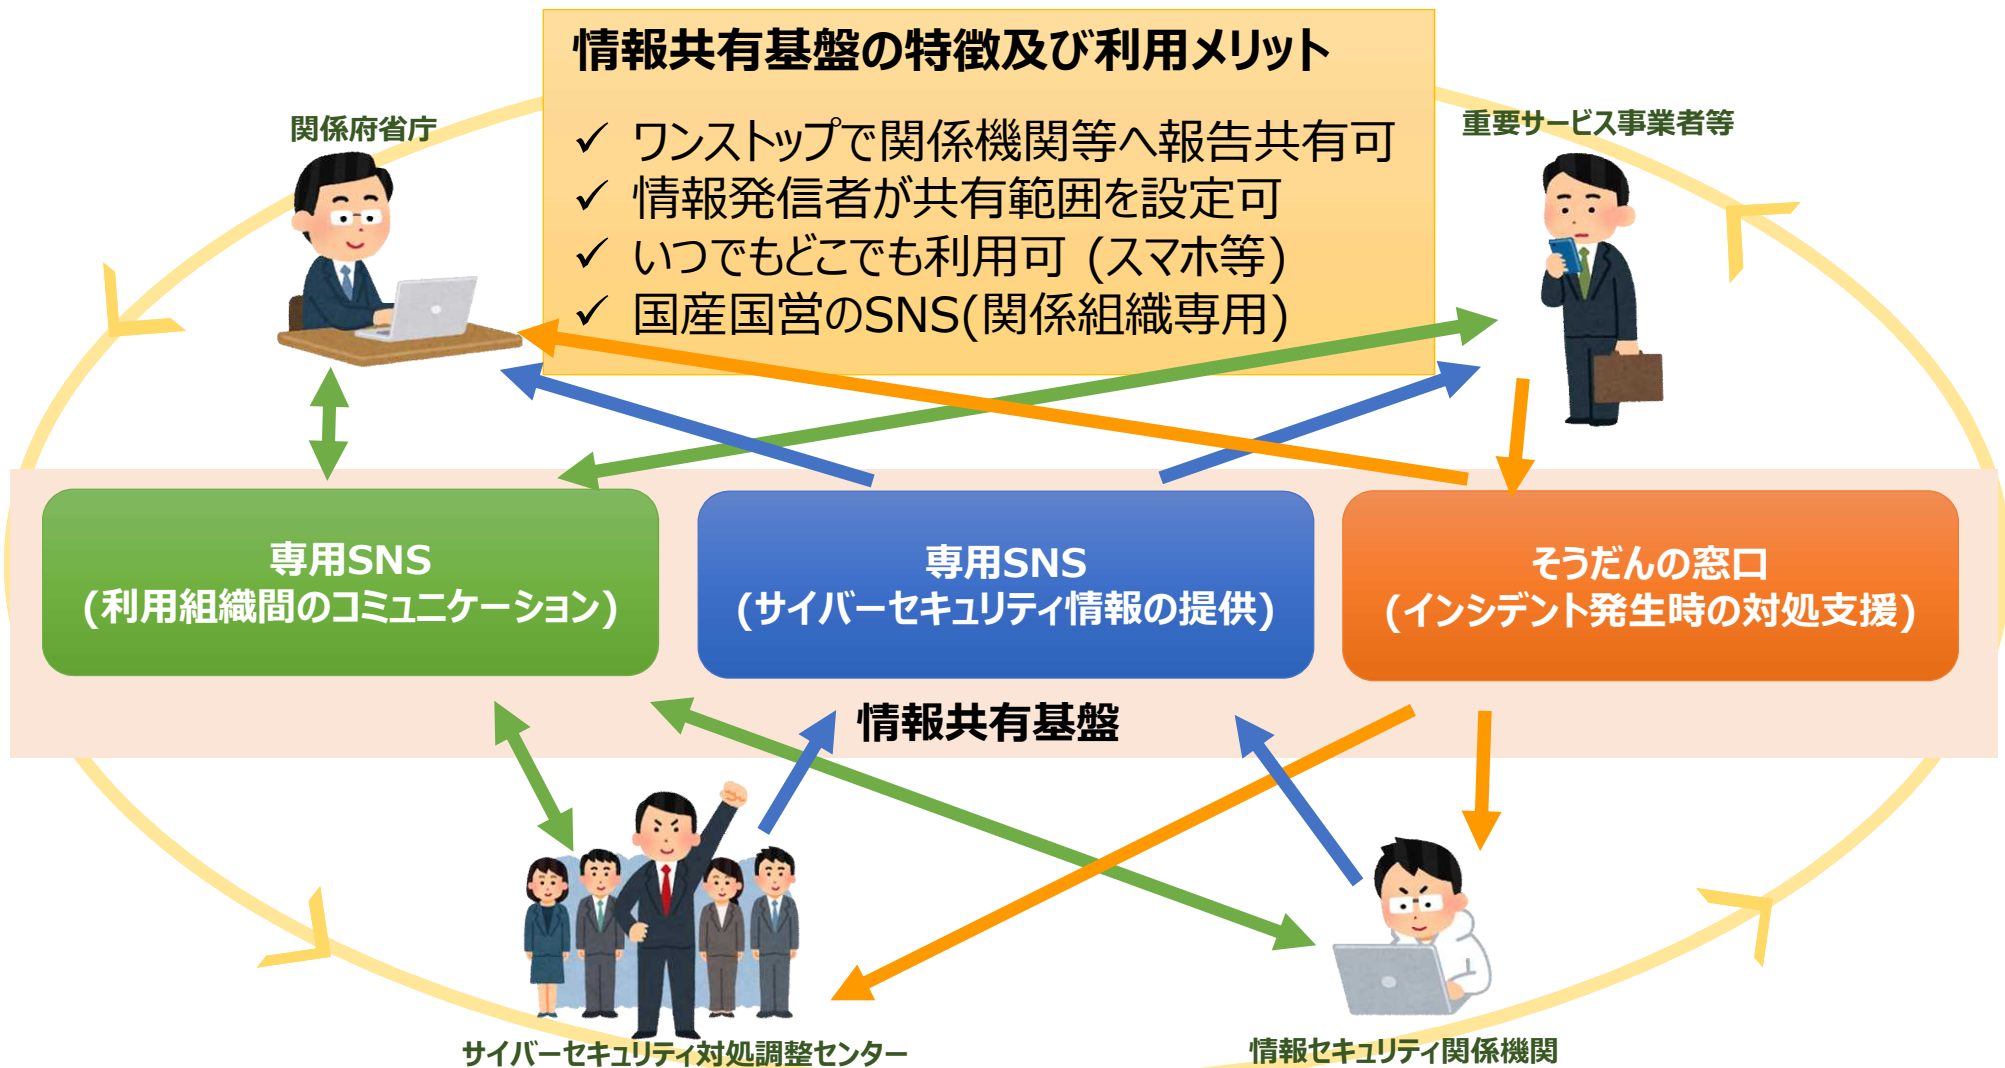 情報共有基盤の特徴及び利用メリット
✓ ワンストップで関係機関等へ報告共有可
✓ 情報発信者が共有範囲を設定可
✓ いつでもどこでも利用可 (スマホ等)
✓ 国産国営のSNS(関係組織専用)
関係府省庁
重要サービス事業者等
専用SNS
(利用組織間のコミュニケーション)
専用SNS
(サイバーセキュリティ情報の提供)
そうだんの窓口
(インシデント発生時の対処支援)
情報共有基盤
サイバーセキュリティ対処調整センター
情報セキュリティ関係機関